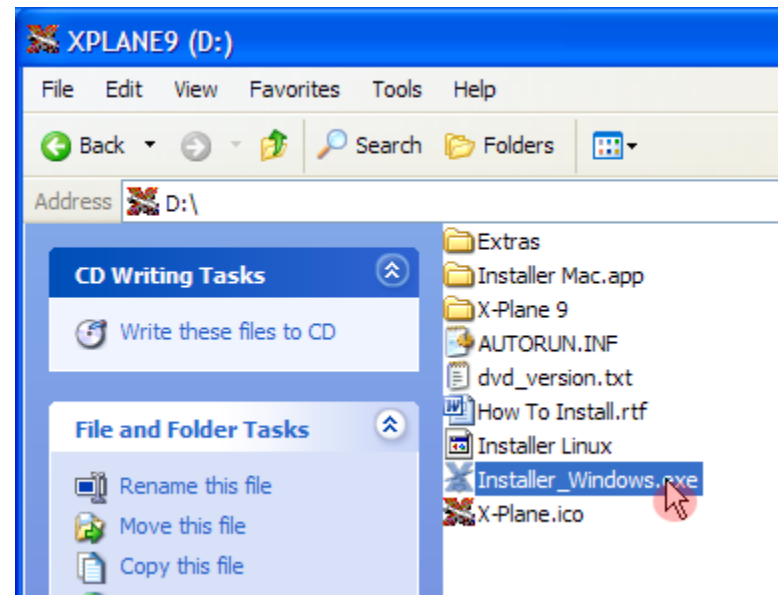 XPLANE9 (D:)
File Edit View Favorites Tools Help
Back Search Folders
Address D:\
CD Writing Tasks
Write these files to CD
File and Folder Tasks
Rename this file
Move this file
Copy this file
Extras
Installer Mac.app
X-Plane 9
AUTORUN.INF
dvd_version.txt
How To Install.rtf
Installer Linux
Installer_Windows.exe
X-Plane.ico